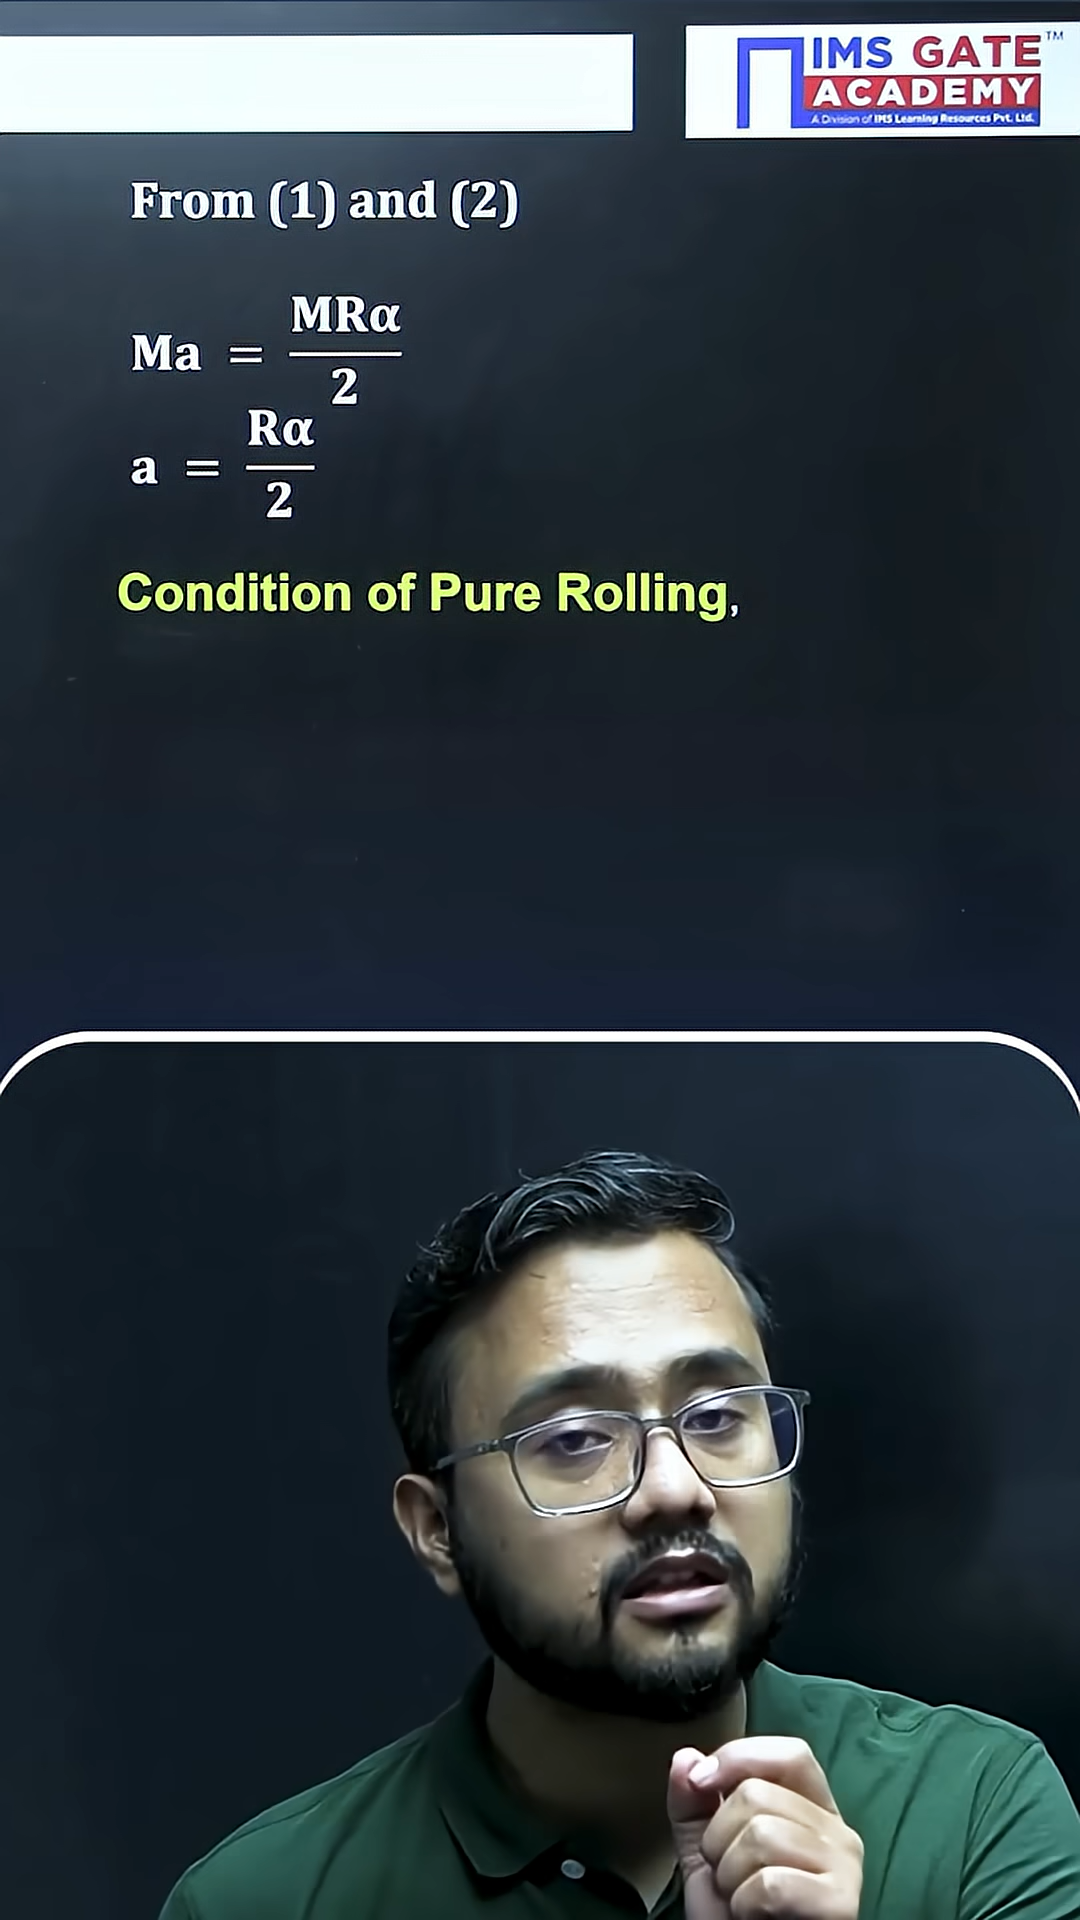 IMS GATE ™
ACADEMY
A Division of IMS Learning Resources Pvt. Ltd.
From (1) and (2)
Ma = MRα/2
a = Rα/2
Condition of Pure Rolling,